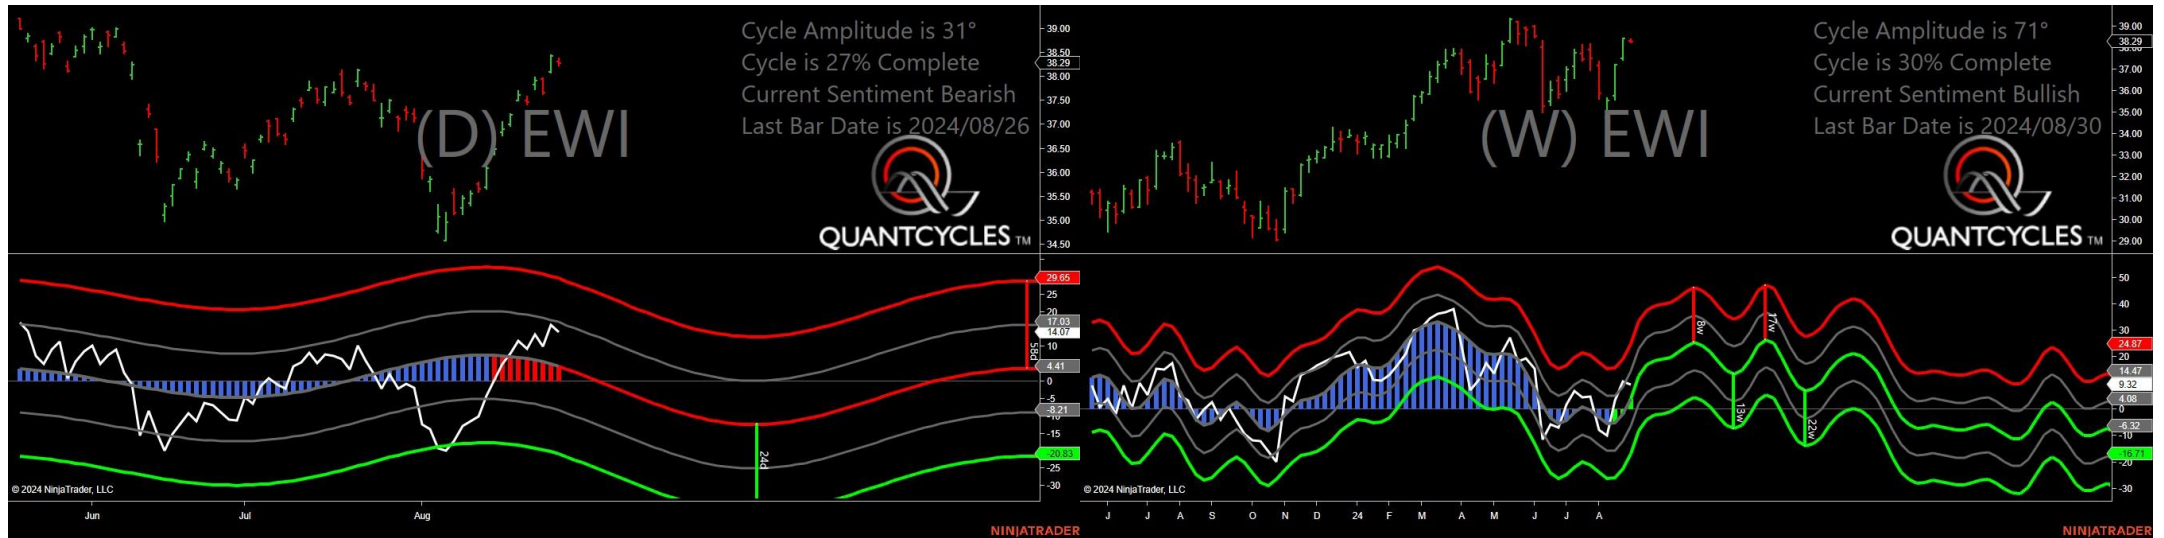 Cycle Amplitude is 31°
Cycle is 27% Complete
Current Sentiment Bearish
Last Bar Date is 2024/08/26
(D) EWI
QUANTCYCLES TM
39.00
38.50
38.29
38.00
37.50
37.00
36.50
36.00
35.50
35.00
34.50
29.65
25
20
17.03
14.07
10
4.41
0
-5
-8.21
-15
-20.83
-25
-30
58d
24d
© 2024 NinjaTrader, LLC
Jun
Jul
Aug
NINJATRADER
Cycle Amplitude is 71°
Cycle is 30% Complete
Current Sentiment Bullish
Last Bar Date is 2024/08/30
(W) EWI
QUANTCYCLES TM
39.00
38.29
37.00
36.00
35.00
34.00
33.00
32.00
31.00
30.00
29.00
50
40
30
24.87
20
14.47
9.32
4.08
0
-6.32
-10
-16.71
-20
-30
8w
17w
13w
22w
© 2024 NinjaTrader, LLC
J
J
A
S
O
N
D
24
F
M
A
M
J
J
A
NINJATRADER